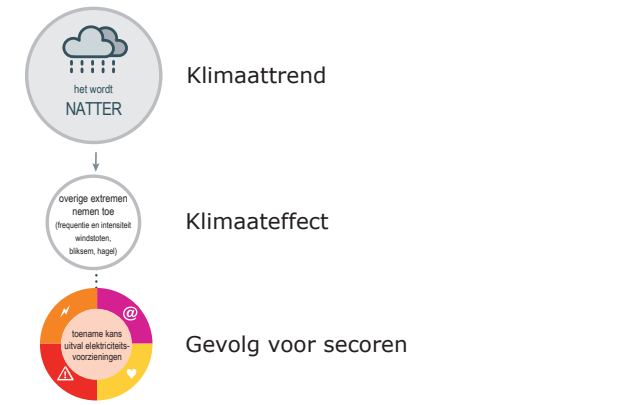 het wordt
NATTER
Klimaattrend
overige extremen
nemen toe
(frequentie en intensiteit
windstoten,
bliksem, hagel)
Klimaateffect
@
toename kans
uitval elektriciteits-
voorzieningen
Gevolg voor secoren